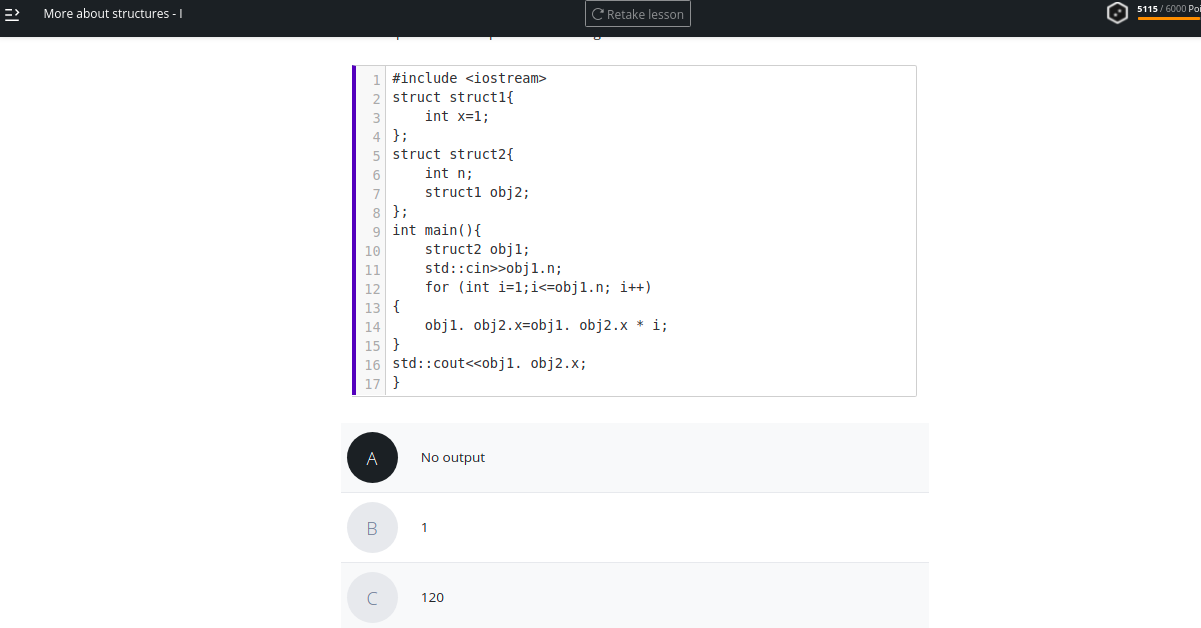 More about structures - I
Retake lesson
5115 / 6000 Poi
1 #include <iostream>
2 struct struct1{
3     int x=1;
4 };
5 struct struct2{
6     int n;
7     struct1 obj2;
8 };
9 int main(){
10     struct2 obj1;
11     std::cin>>obj1.n;
12     for (int i=1;i<=obj1.n; i++)
13 {
14     obj1. obj2.x=obj1. obj2.x * i;
15 }
16 std::cout<<obj1. obj2.x;
17 }
A No output
B 1
C 120